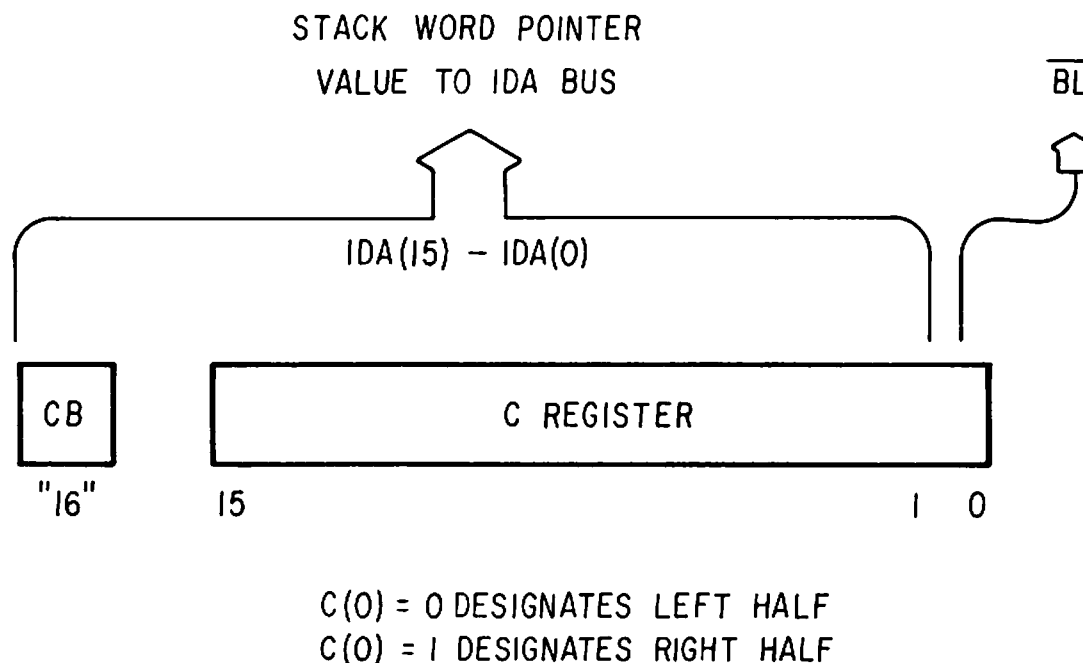 STACK WORD POINTER
VALUE TO IDA BUS
BL
IDA(15) – IDA(0)
CB
C REGISTER
"16"
15
1
0
C(0) = 0 DESIGNATES LEFT HALF
C(0) = 1 DESIGNATES RIGHT HALF